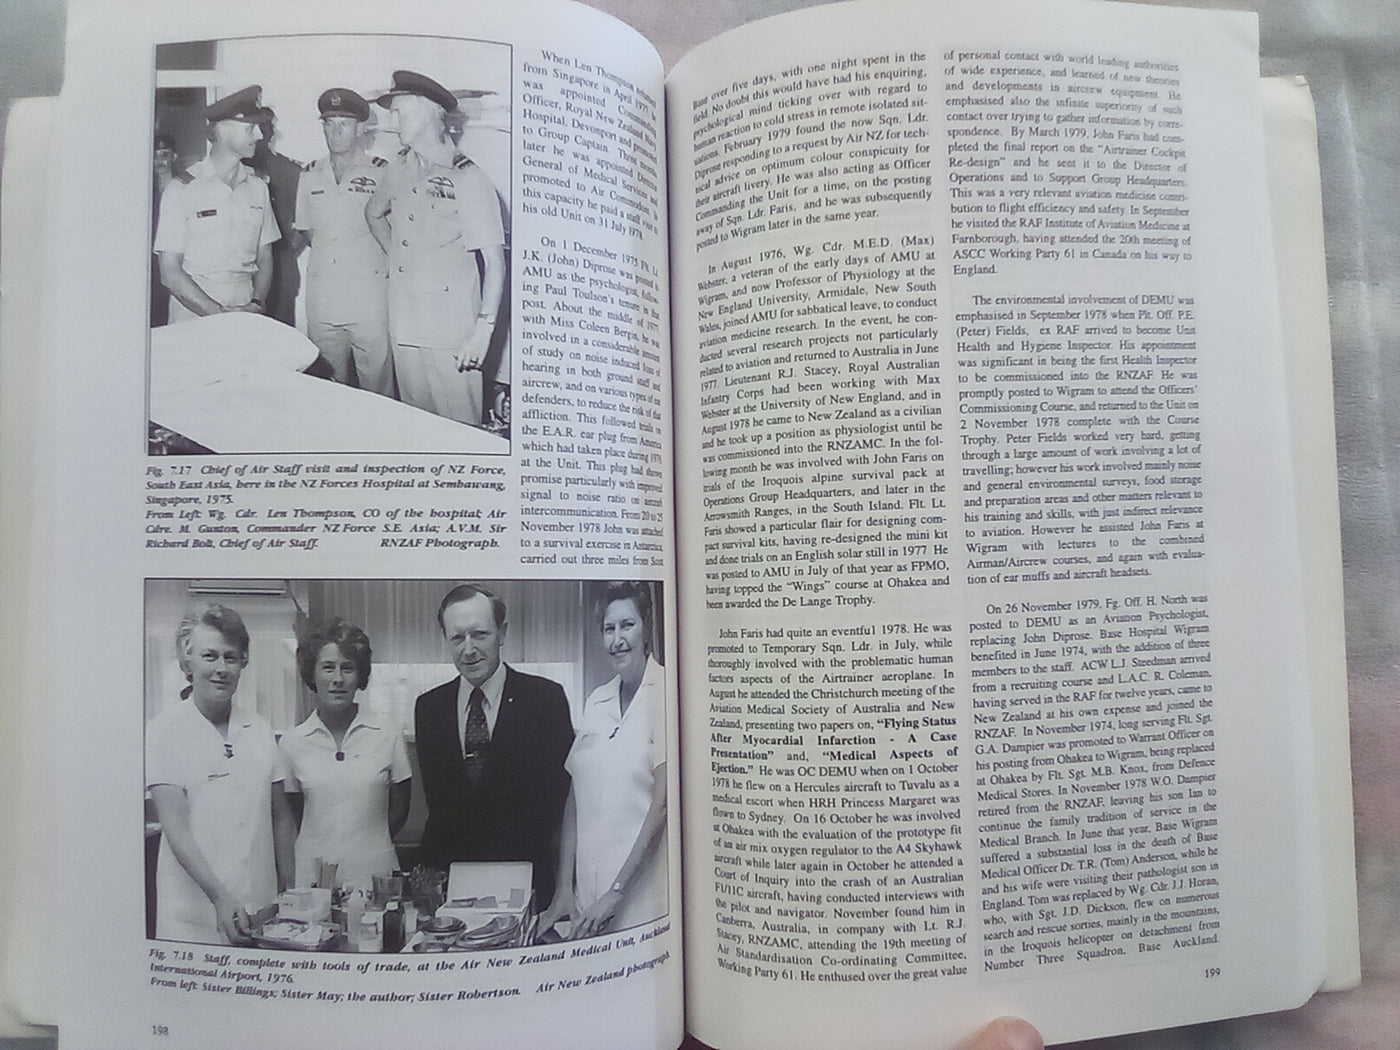 When Len Thompson returned
from Singapore in April 1975 he
was appointed Commanding
Officer, Royal New Zealand Navy
Hospital, Devonport and promoted
to Group Captain. Three months
later he was appointed Director
General of Medical Services and
promoted to Air Commodore. In
this capacity he paid a staff visit to
his old Unit on 31 July 1978.
On 1 December 1975 Flt. Lt.
J.K. (John) Diprose was posted to
AMU as the psychologist, follow-
ing Paul Toulson's tenure in the
post. About the middle of 1977
with Miss Coleen Bergin, he was
involved in a considerable amount
of study on noise induced loss of
hearing in both ground staff and
aircrew, and on various types of ear
defenders, to reduce the risk of that
affliction. This followed trials on
the E.A.R. ear plug from America
which had taken place during 1976
at the Unit. This plug had shown
promise particularly with improved
signal to noise ratio on aircraft
intercommunication. From 20 to 25
November 1978 John was attached
to a survival exercise in Antarctica,
carried out three miles from Scott
Fig. 7.17 Chief of Air Staff visit and inspection of NZ Force,
South East Asia, here in the NZ Forces Hospital at Sembawang,
Singapore, 1975.
From Left: Wg. Cdr. Len Thompson, CO of the hospital; Air
Cdre. M. Gunton, Commander NZ Force S.E. Asia; A.V.M. Sir
Richard Bolt, Chief of Air Staff. RNZAF Photograph.
Fig. 7.18 Staff, complete with tools of trade, at the Air New Zealand Medical Unit, Auckland
International Airport, 1976.
From left: Sister Billings; Sister May; the author; Sister Robertson. Air New Zealand photograph.
198
Base over five days, with one night spent in the
field. No doubt this would have had his enquiring,
psychological mind ticking over with regard to
human reaction to cold stress in remote isolated sit-
uations. February 1979 found the now Sqn. Ldr.
Diprose responding to a request by Air NZ for tech-
nical advice on optimum colour conspicuity for
their aircraft livery. He was also acting as Officer
Commanding the Unit for a time, on the posting
away of Sqn. Ldr. Faris, and he was subsequently
posted to Wigram later in the same year.
In August 1976, Wg. Cdr. M.E.D. (Max)
Webster, a veteran of the early days of AMU at
Wigram, and now Professor of Physiology at the
New England University, Armidale, New South
Wales, joined AMU for sabbatical leave, to conduct
aviation medicine research. In the event, he con-
ducted several research projects not particularly
related to aviation and returned to Australia in June
1977. Lieutenant R.J. Stacey, Royal Australian
Infantry Corps had been working with Max
Webster at the University of New England, and in
August 1978 he came to New Zealand as a civilian
and he took up a position as physiologist until he
was commissioned into the RNZAMC. In the fol-
lowing month he was involved with John Faris on
trials of the Iroquois alpine survival pack at
Operations Group Headquarters, and later in the
Arrowsmith Ranges, in the South Island. Flt. Lt.
Faris showed a particular flair for designing com-
pact survival kits, having re-designed the mini kit
and done trials on an English solar still in 1977. He
was posted to AMU in July of that year as FPMO,
having topped the "Wings" course at Ohakea and
been awarded the De Lange Trophy.
John Faris had quite an eventful 1978. He was
promoted to Temporary Sqn. Ldr. in July, while
thoroughly involved with the problematic human
factors aspects of the Airtrainer aeroplane. In
August he attended the Christchurch meeting of the
Aviation Medical Society of Australia and New
Zealand, presenting two papers on, "Flying Status
After Myocardial Infarction - A Case
Presentation" and, "Medical Aspects of
Ejection." He was OC DEMU when on 1 October
1978 he flew on a Hercules aircraft to Tuvalu as a
medical escort when HRH Princess Margaret was
flown to Sydney. On 16 October he was involved
at Ohakea with the evaluation of the prototype fit
of an air mix oxygen regulator to the A4 Skyhawk
aircraft while later again in October he attended a
Court of Inquiry into the crash of an Australian
F1/11C aircraft, having conducted interviews with
the pilot and navigator. November found him in
Canberra, Australia, in company with Lt. R.J.
Stacey, RNZAMC, attending the 19th meeting of
Air Standardisation Co-ordinating Committee,
Working Party 61. He enthused over the great value
of personal contact with world leading authorities
of wide experience, and learned of new theories
and developments in aircrew equipment. He
emphasised also the infinite superiority of such
contact over trying to gather information by corre-
spondence. By March 1979, John Faris had com-
pleted the final report on the "Airtrainer Cockpit
Re-design" and he sent it to the Director of
Operations and to Support Group Headquarters.
This was a very relevant aviation medicine contri-
bution to flight efficiency and safety. In September
he visited the RAF Institute of Aviation Medicine at
Farnborough, having attended the 20th meeting of
ASCC Working Party 61 in Canada on his way to
England.
The environmental involvement of DEMU was
emphasised in September 1978 when Plt. Off. P.E.
(Peter) Fields, ex RAF arrived to become Unit
Health and Hygiene Inspector. His appointment
was significant in being the first Health Inspector
to be commissioned into the RNZAF. He was
promptly posted to Wigram to attend the Officers'
Commissioning Course, and returned to the Unit on
2 November 1978 complete with the Course
Trophy. Peter Fields worked very hard, getting
through a large amount of work involving a lot of
travelling; however his work involved mainly noise
and general environmental surveys, food storage
and preparation areas and other matters relevant to
his training and skills, with just indirect relevance
to aviation. However he assisted John Faris at
Wigram with lectures to the combined
Airman/Aircrew courses, and again with evalua-
tion of ear muffs and aircraft headsets.
On 26 November 1979, Fg. Off. H. North was
posted to DEMU as an Aviation Psychologist,
replacing John Diprose. Base Hospital Wigram
benefited in June 1974, with the addition of three
members to the staff. ACW L.J. Steedman arrived
from a recruiting course and L.A.C. R. Coleman,
having served in the RAF for twelve years, came to
New Zealand at his own expense and joined the
RNZAF. In November 1974, long serving Flt. Sgt.
G.A. Dampier was promoted to Warrant Officer on
his posting from Ohakea to Wigram, being replaced
at Ohakea by Flt. Sgt. M.B. Knox, from Defence
Medical Stores. In November 1978 W.O. Dampier
retired from the RNZAF, leaving his son Ian to
continue the family tradition of service in the
Medical Branch. In June that year, Base Wigram
suffered a substantial loss in the death of Base
Medical Officer Dr. T.R. (Tom) Anderson, while he
and his wife were visiting their pathologist son in
England. Tom was replaced by Wg. Cdr. J.J. Horan,
who, with Sgt. J.D. Dickson, flew on numerous
search and rescue sorties, mainly in the mountains,
in the Iroquois helicopter on detachment from
Number Three Squadron, Base Auckland.
199